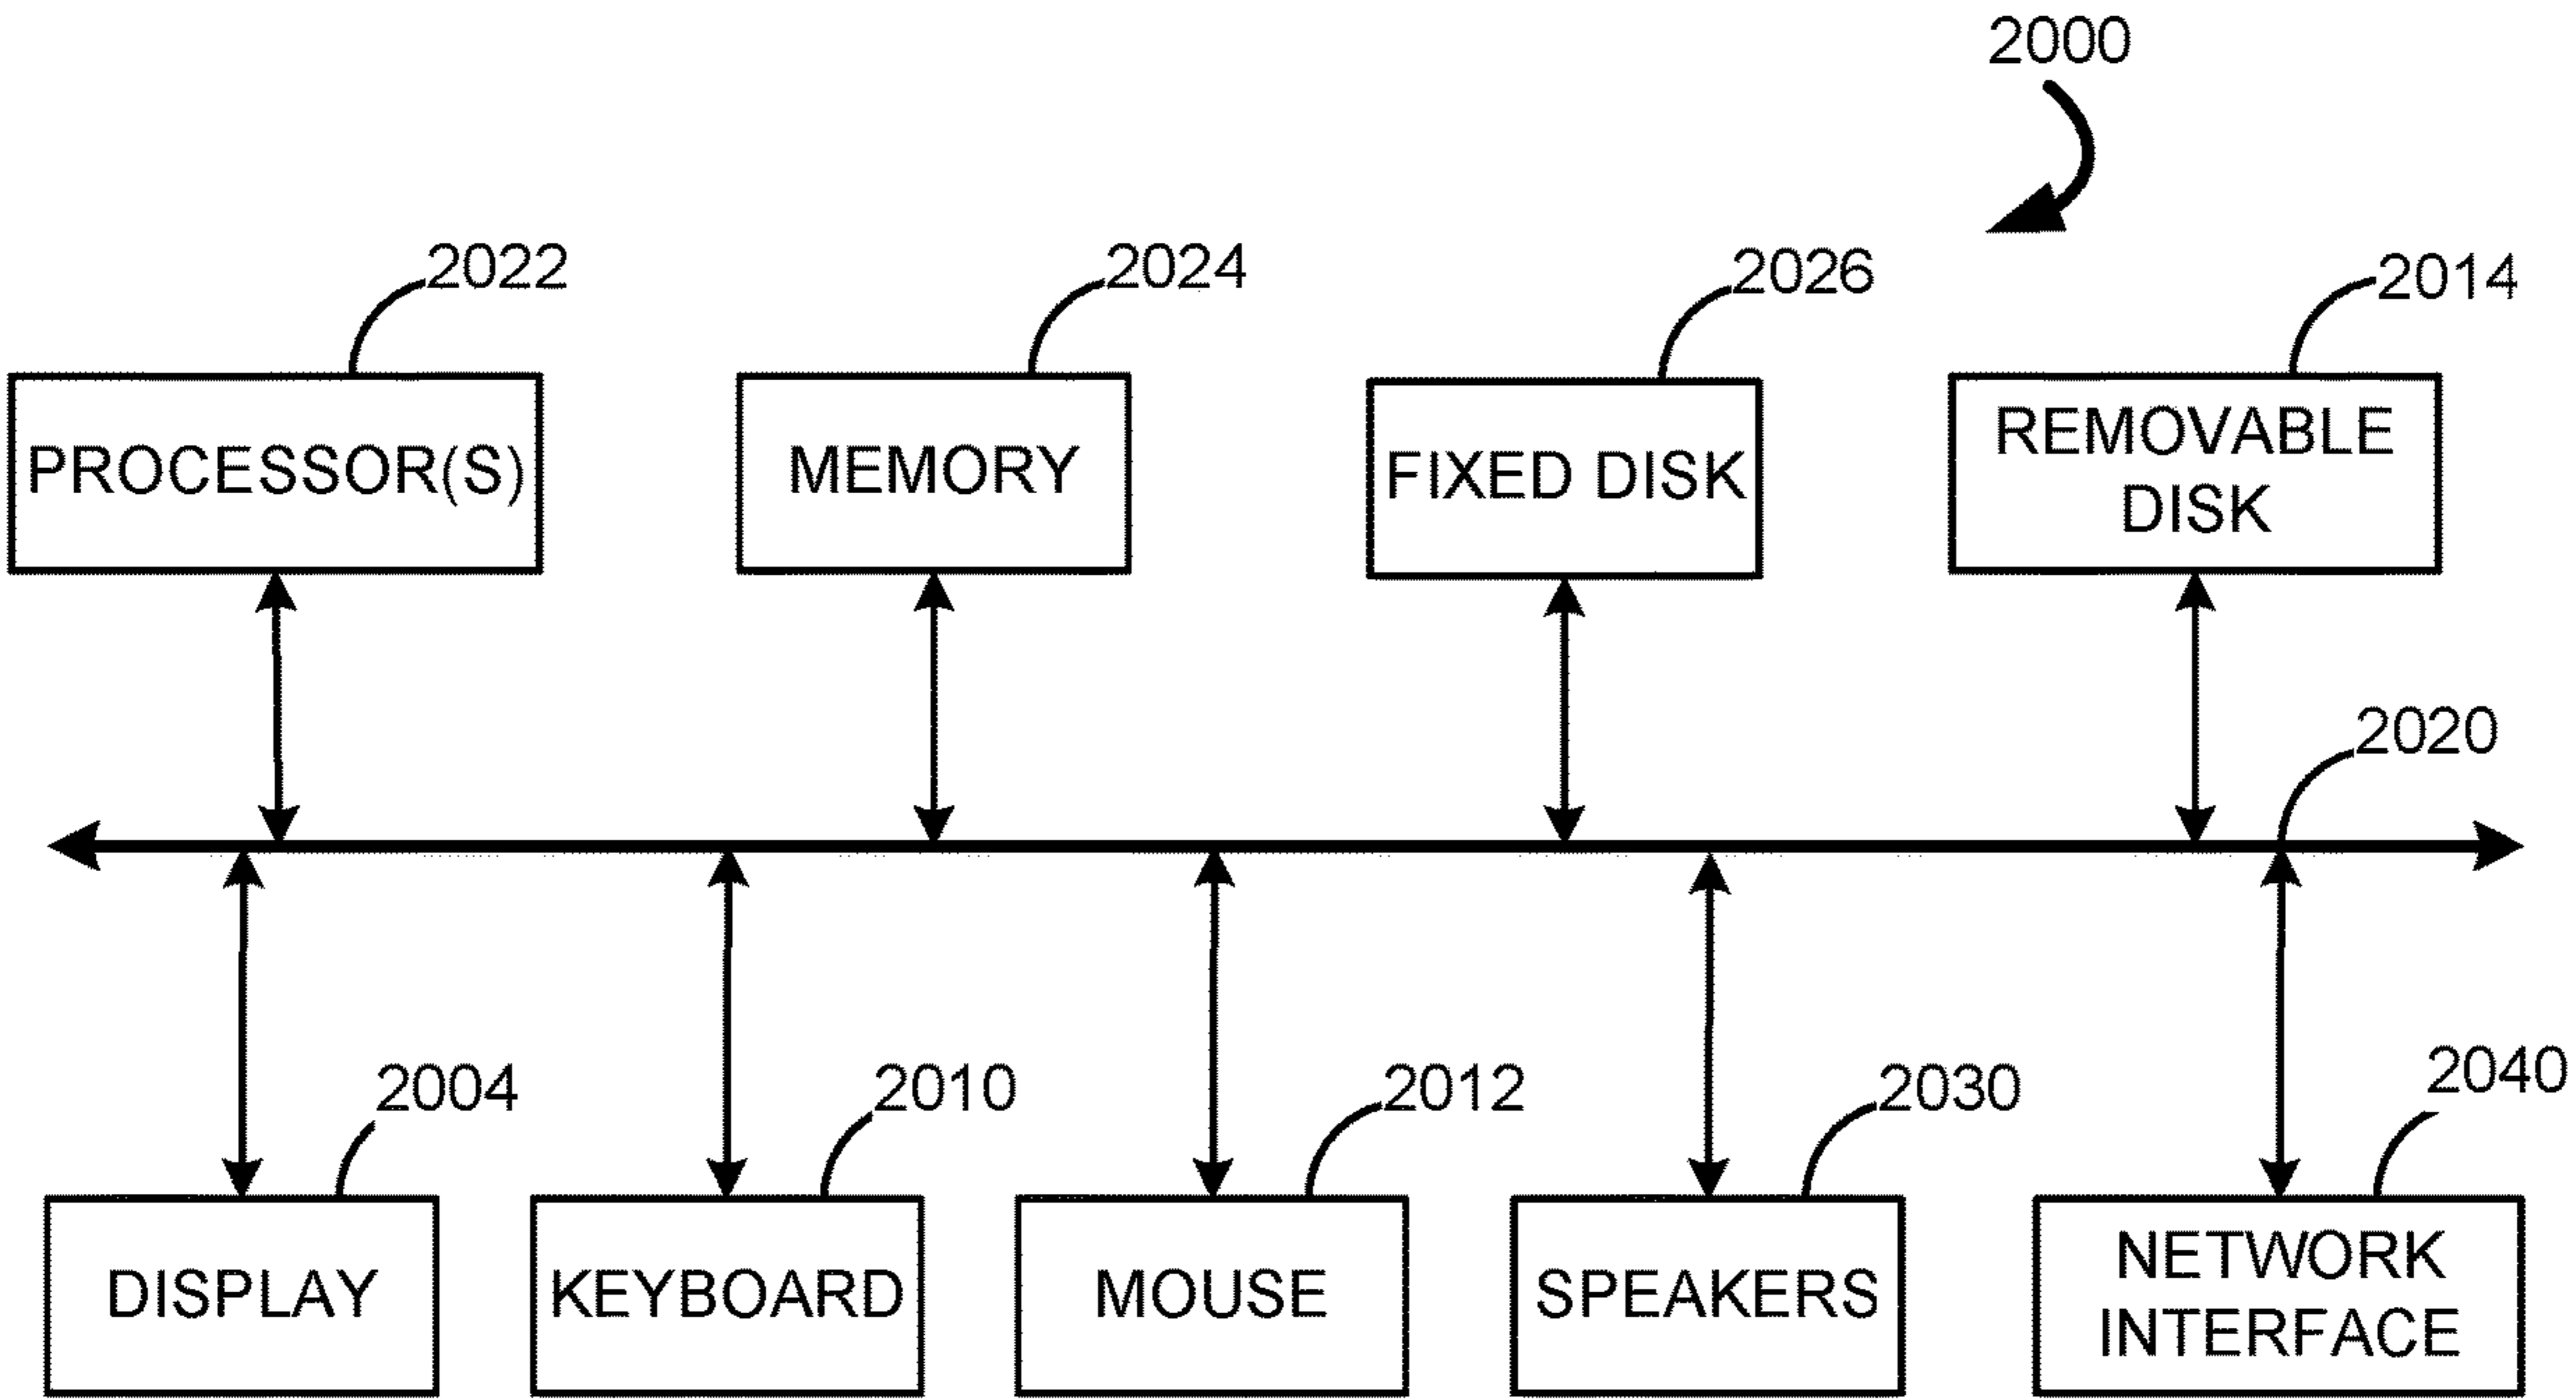 2000
2022
2024
2026
2014
PROCESSOR(S)
MEMORY
FIXED DISK
REMOVABLE
DISK
2020
2004
2010
2012
2030
2040
DISPLAY
KEYBOARD
MOUSE
SPEAKERS
NETWORK
INTERFACE